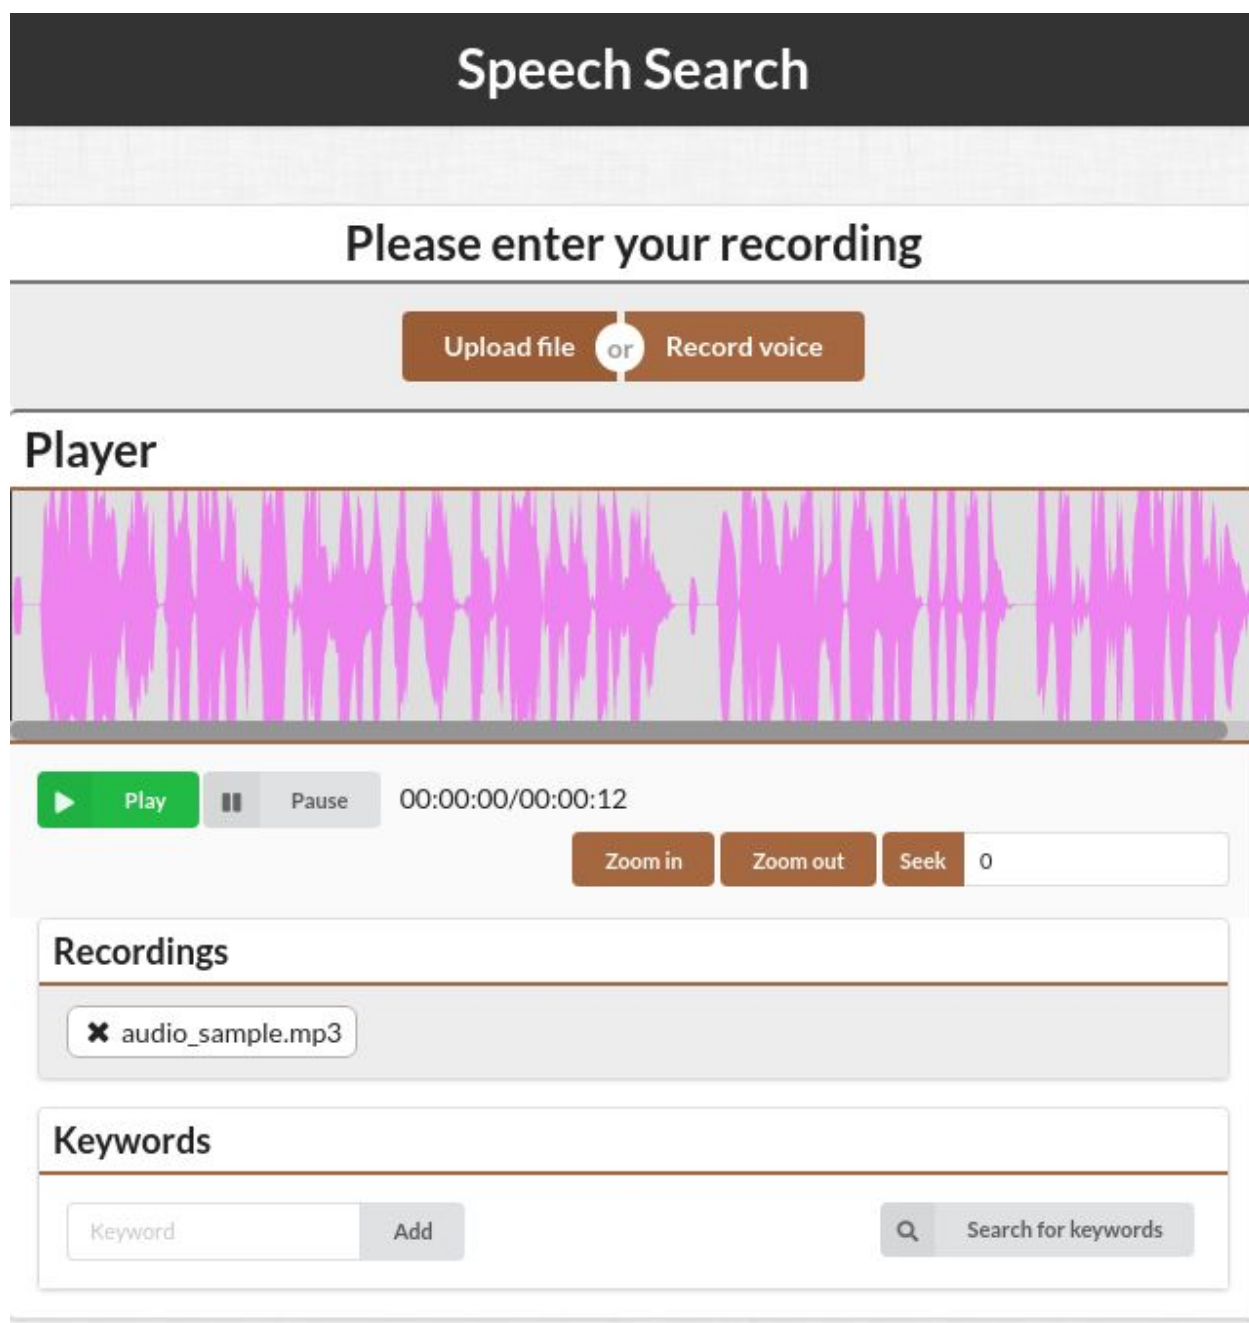 Speech Search
Please enter your recording
Upload file or Record voice
Player
Play Pause 00:00:00/00:00:12
Zoom in Zoom out Seek 0
Recordings
✖ audio_sample.mp3
Keywords
Keyword Add Search for keywords